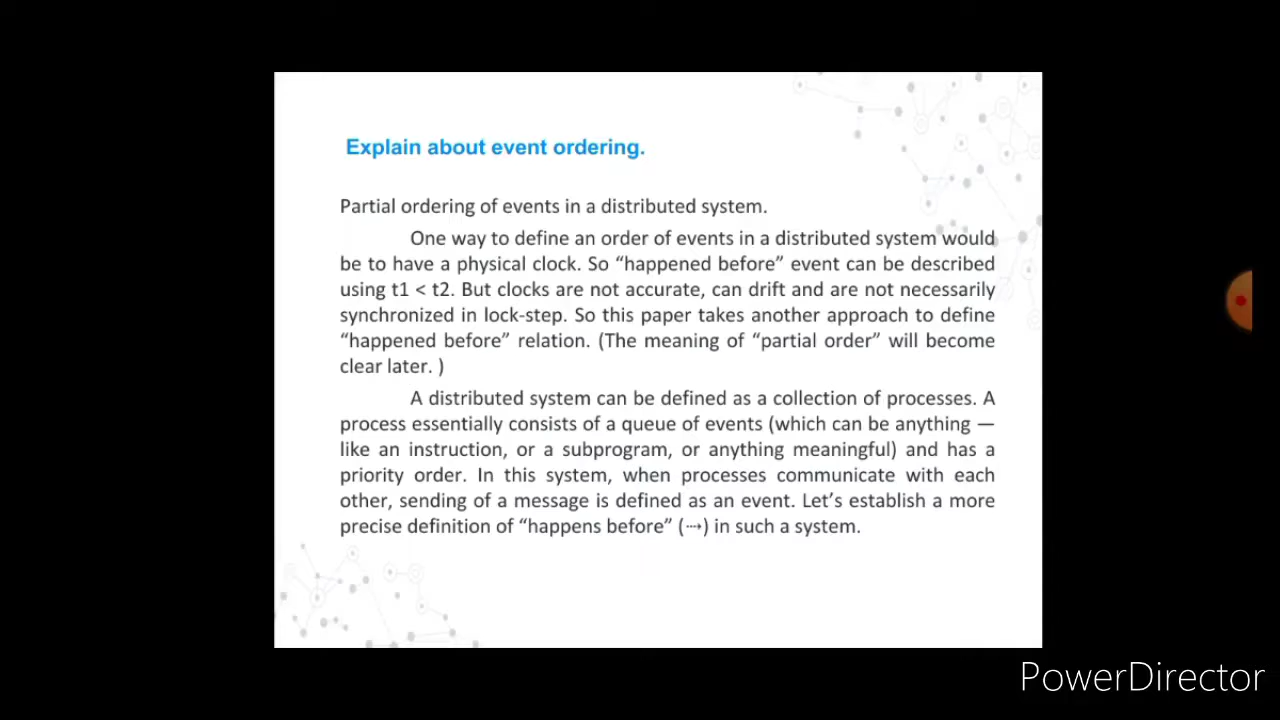 Explain about event ordering.
Partial ordering of events in a distributed system.
One way to define an order of events in a distributed system would
be to have a physical clock. So “happened before” event can be described
using t1 < t2. But clocks are not accurate, can drift and are not necessarily
synchronized in lock-step. So this paper takes another approach to define
“happened before” relation. (The meaning of “partial order” will become
clear later. )
A distributed system can be defined as a collection of processes. A
process essentially consists of a queue of events (which can be anything —
like an instruction, or a subprogram, or anything meaningful) and has a
priority order. In this system, when processes communicate with each
other, sending of a message is defined as an event. Let’s establish a more
precise definition of “happens before” (⤑) in such a system.
PowerDirector